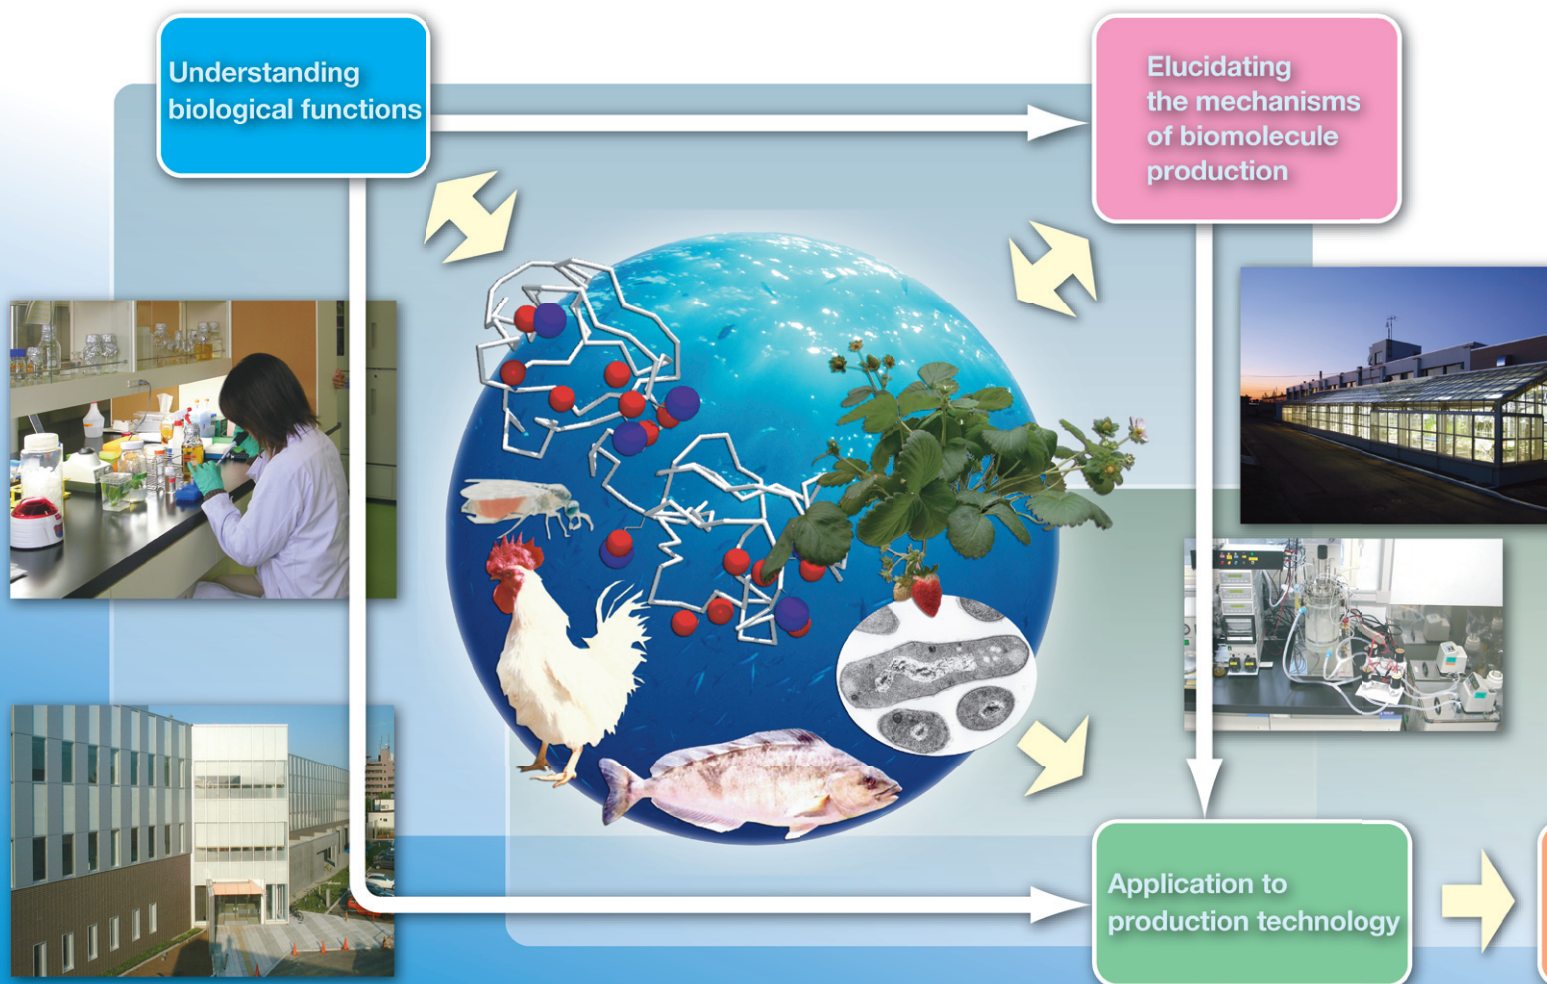 Understanding
biological functions
Elucidating
the mechanisms
of biomolecule
production
Application to
production technology